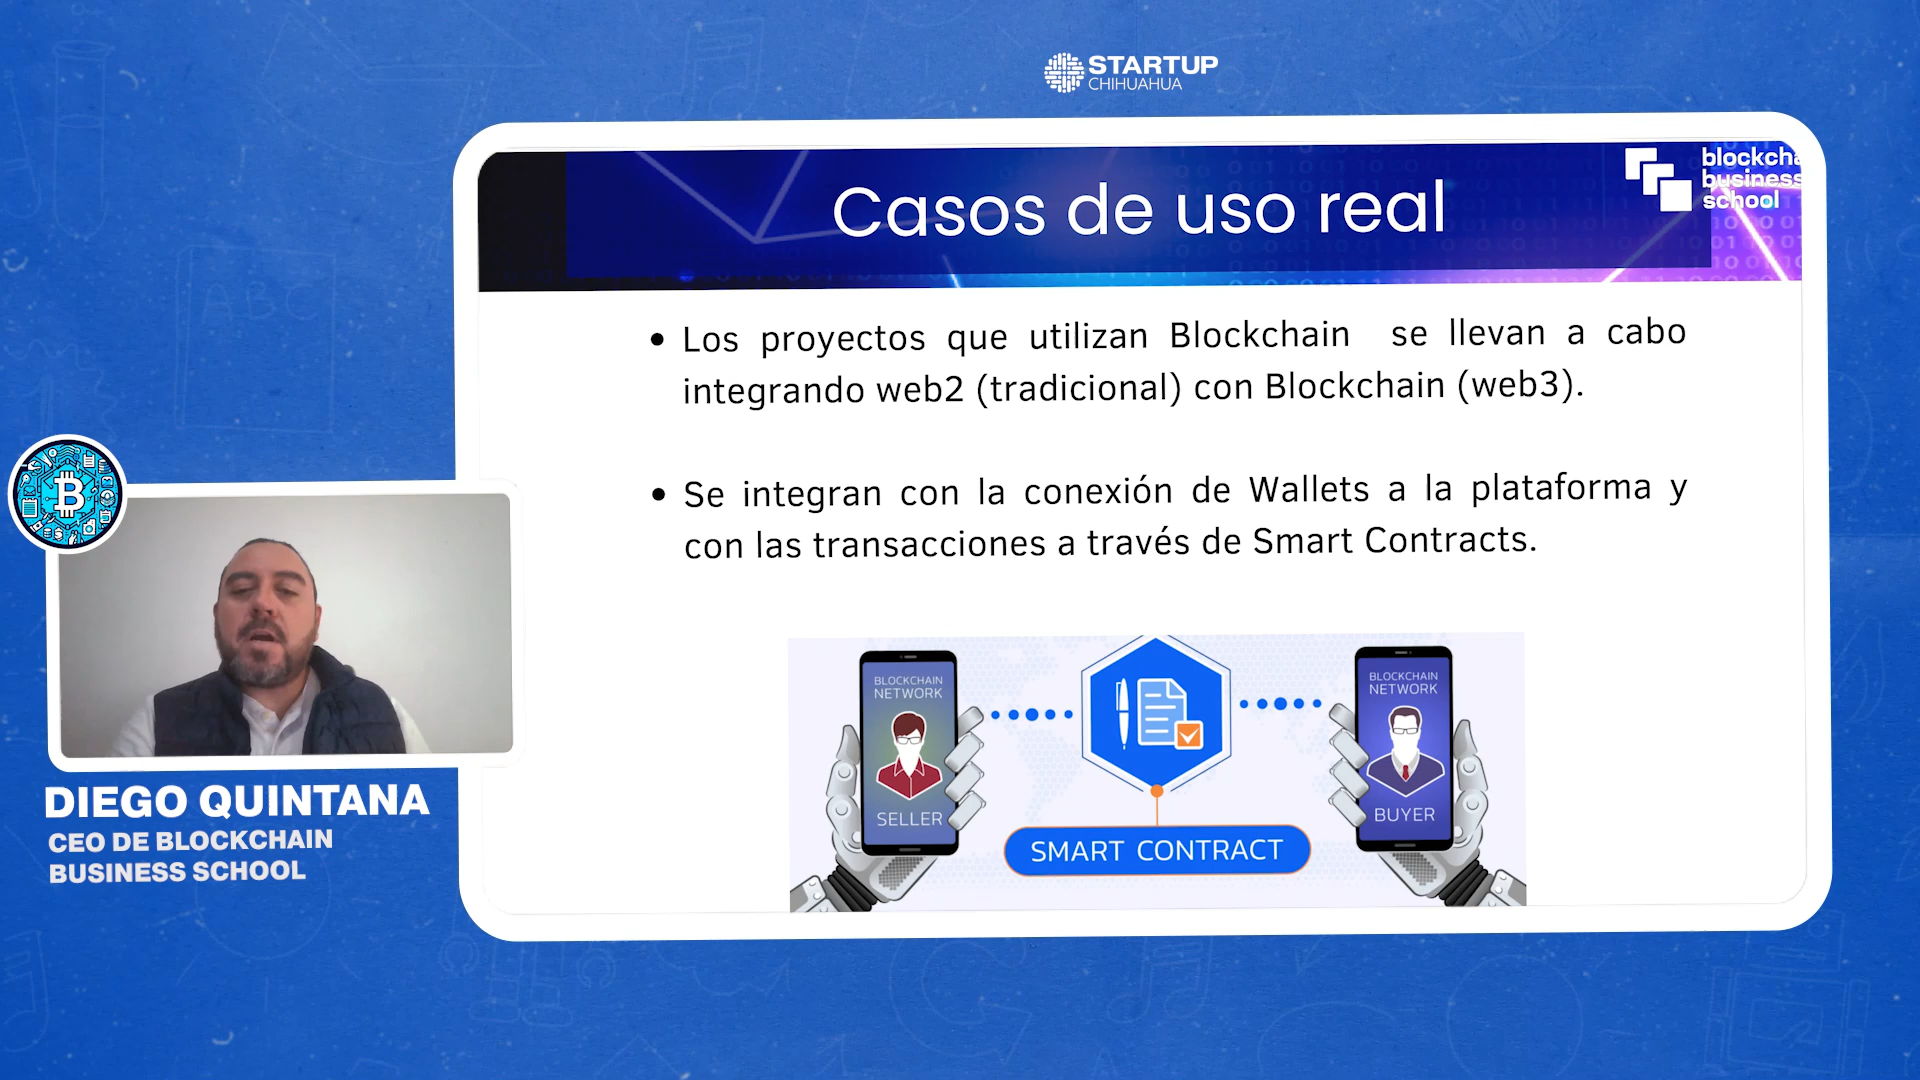 STARTUP
CHIHUAHUA
Casos de uso real
business
school
• Los proyectos que utilizan Blockchain se llevan a cabo
integrando web2 (tradicional) con Blockchain (web3).
• Se integran con la conexión de Wallets a la plataforma y
con las transacciones a través de Smart Contracts.
BLOCKCHAIN
NETWORK
SELLER
SMART CONTRACT
BLOCKCHAIN
NETWORK
BUYER
DIEGO QUINTANA
CEO DE BLOCKCHAIN
BUSINESS SCHOOL